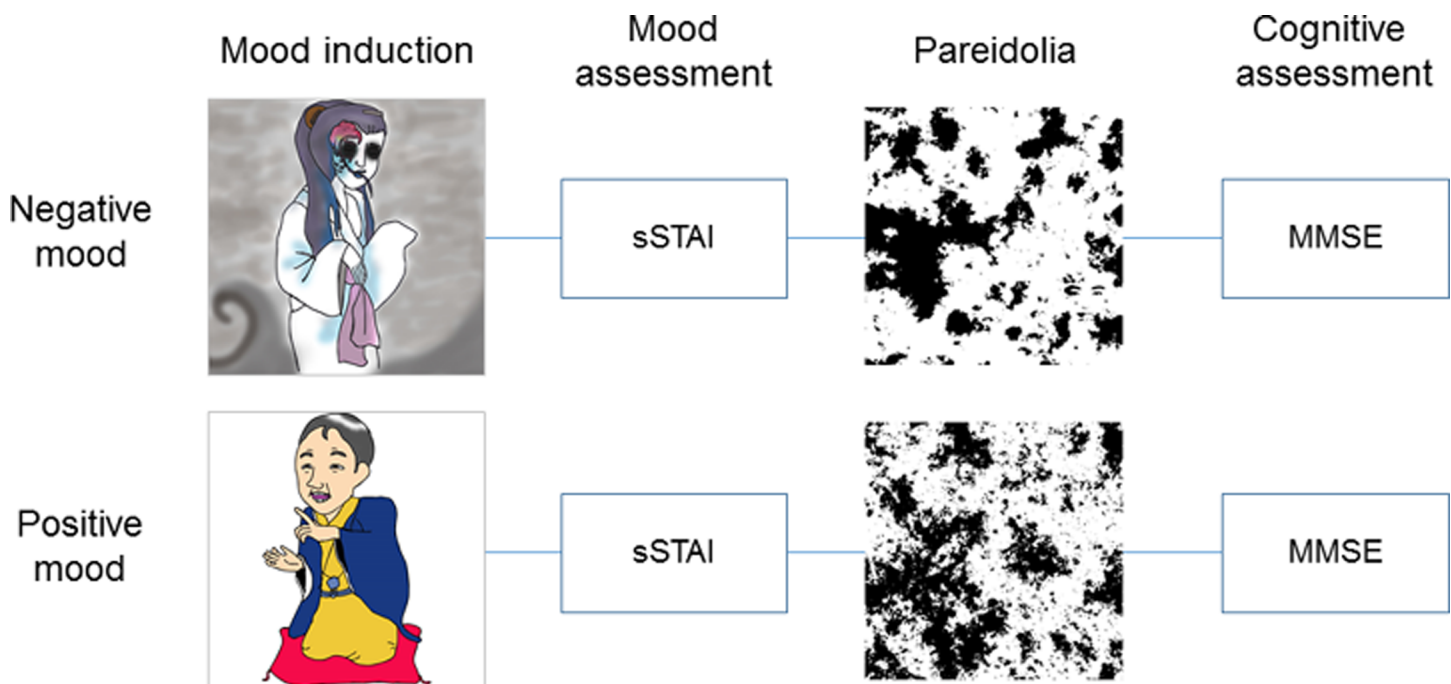 Mood induction
Mood
assessment
Pareidolia
Cognitive
assessment
Negative
mood
sSTAI
MMSE
Positive
mood
sSTAI
MMSE